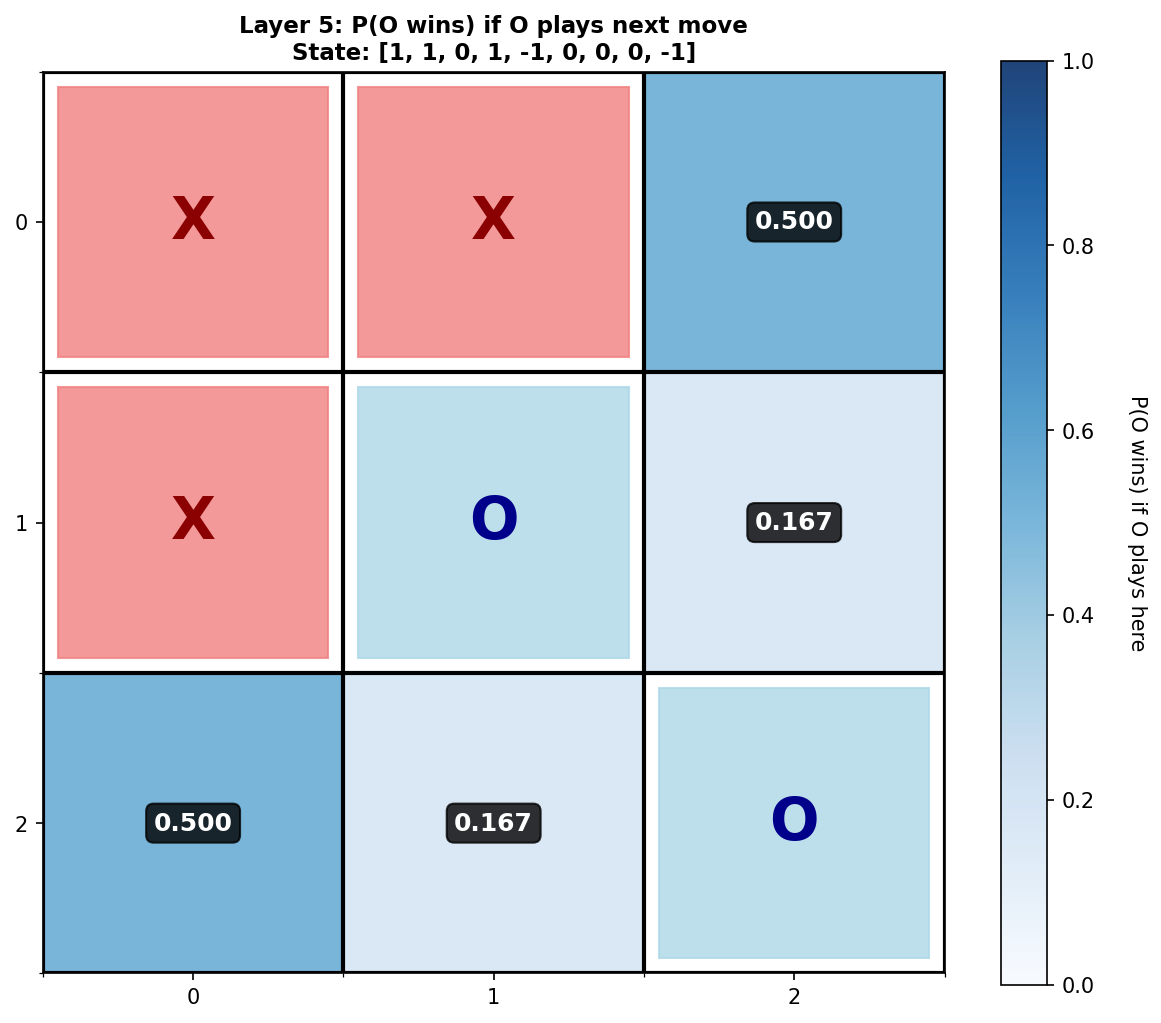 Layer 5: P(O wins) if O plays next move
State: [1, 1, 0, 1, -1, 0, 0, 0, -1]
0
X
X
0.500
1
X
O
0.167
2
0.500
0.167
O
0
1
2
1.0
0.8
0.6
0.4
0.2
0.0
P(O wins) if O plays here